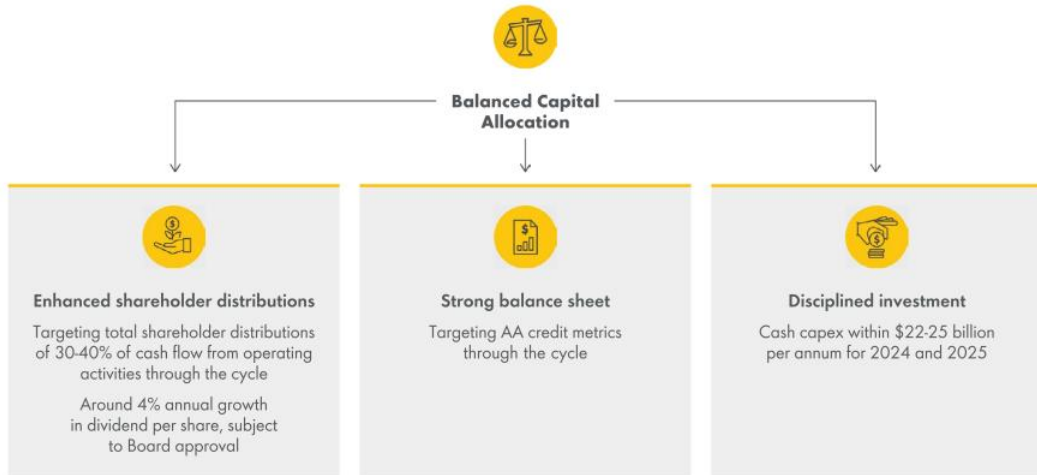 Balanced Capital
Allocation
Enhanced shareholder distributions
Targeting total shareholder distributions
of 30-40% of cash flow from operating
activities through the cycle
Around 4% annual growth
in dividend per share, subject
to Board approval
Strong balance sheet
Targeting AA credit metrics
through the cycle
Disciplined investment
Cash capex within $22-25 billion
per annum for 2024 and 2025